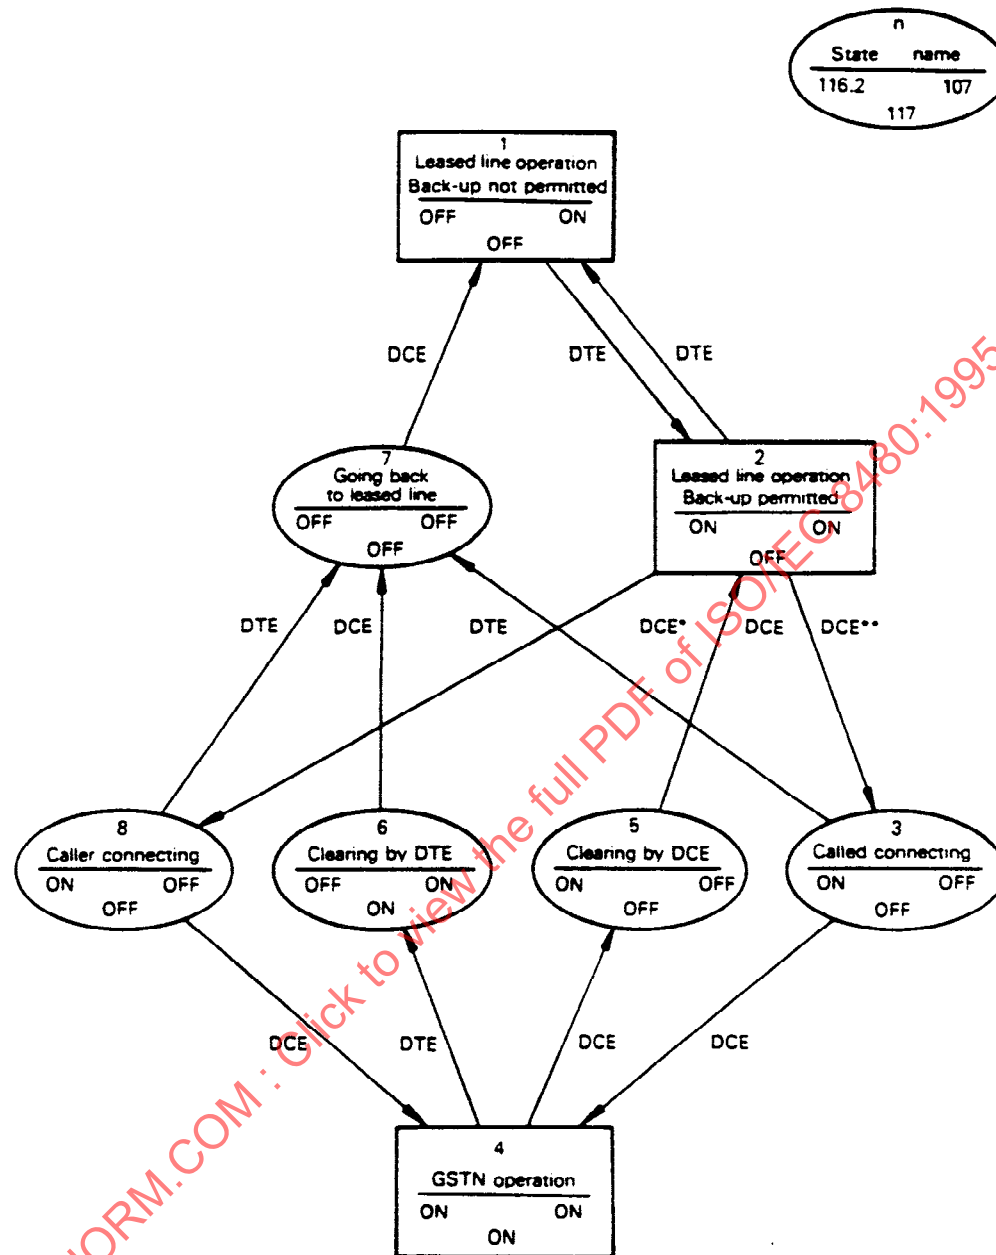 n
State name
116.2 107
117
1
Leased line operation
Back-up not permitted
OFF ON
OFF
DCE DTE DTE
7
Going back
to leased line
OFF OFF
OFF
2
Leased line operation
Back-up permitted
ON ON
OFF
DTE DCE DTE DCE* DCE DCE**
8
Caller connecting
ON OFF
OFF
6
Clearing by DTE
OFF ON
ON
5
Clearing by DCE
ON OFF
OFF
3
Called connecting
ON OFF
OFF
DCE DTE DCE DCE
4
GSTN operation
ON ON
ON
NORM.COM : Click to view the full PDF of ISO/IEC 8480:1995